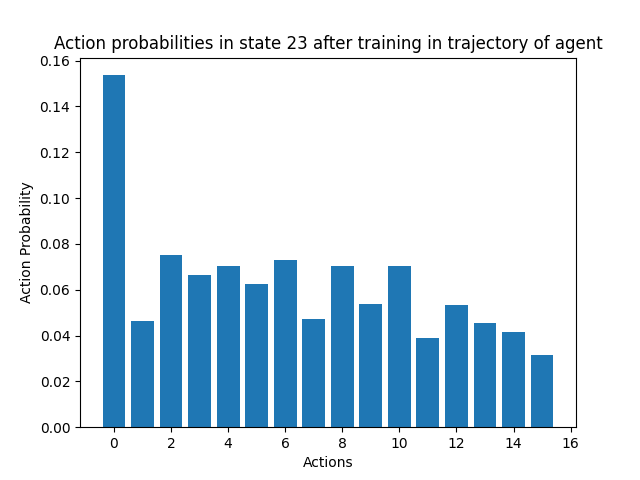 Action probabilities in state 23 after training in trajectory of agent
0.16
0.14
0.12
0.10
0.08
0.06
0.04
0.02
0.00
Action Probability
0 2 4 6 8 10 12 14 16
Actions